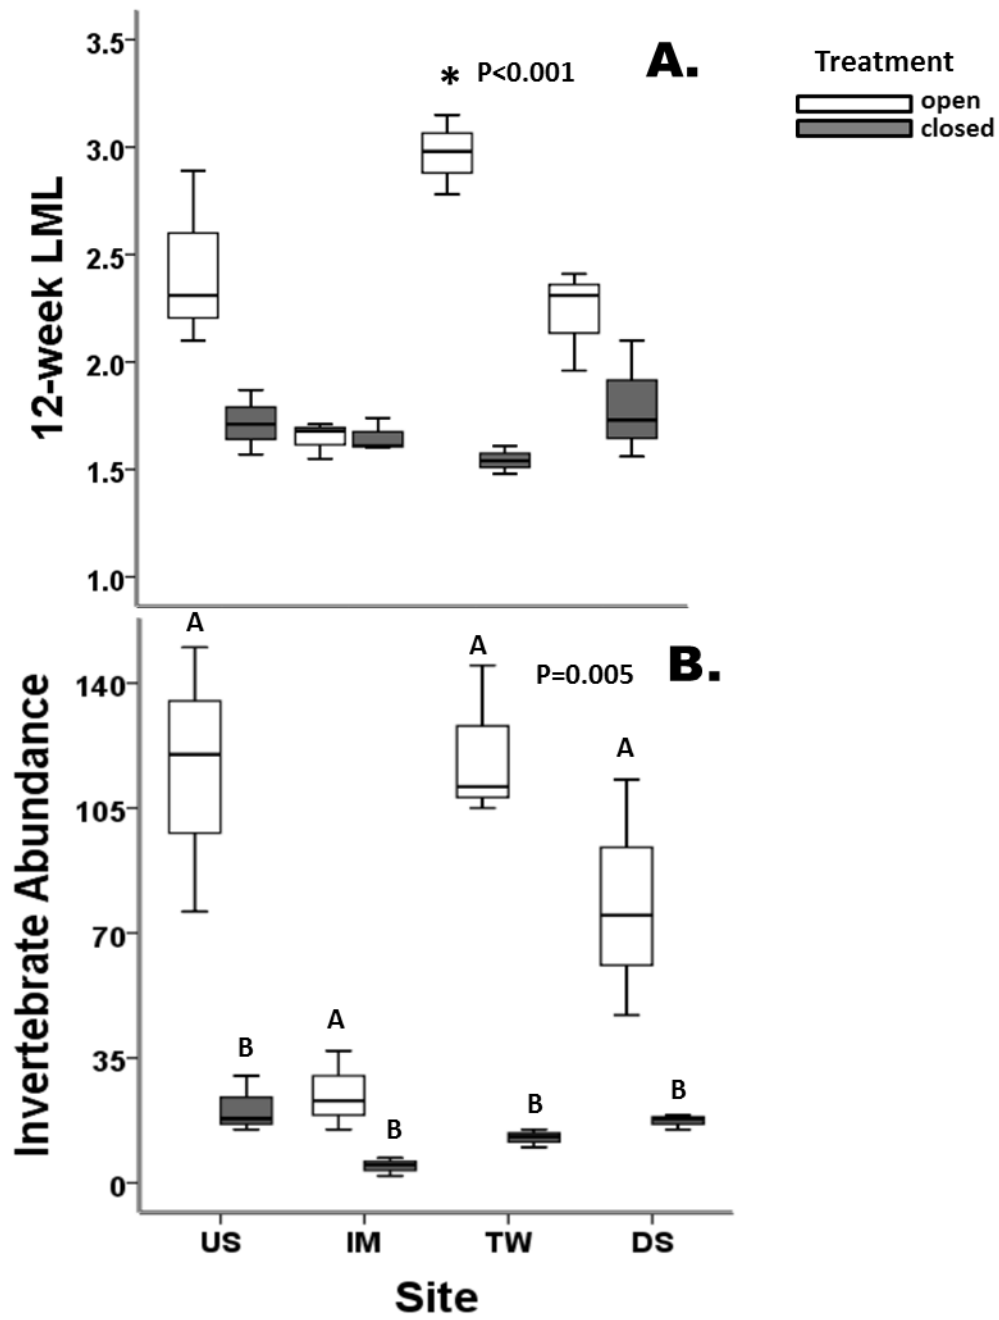 A.
* P<0.001
Treatment
open
closed
12-week LML
3.5
3.0
2.5
2.0
1.5
1.0
B.
P=0.005
A
A
A
A
B
B
B
B
Invertebrate Abundance
140
105
70
35
0
US IM TW DS
Site